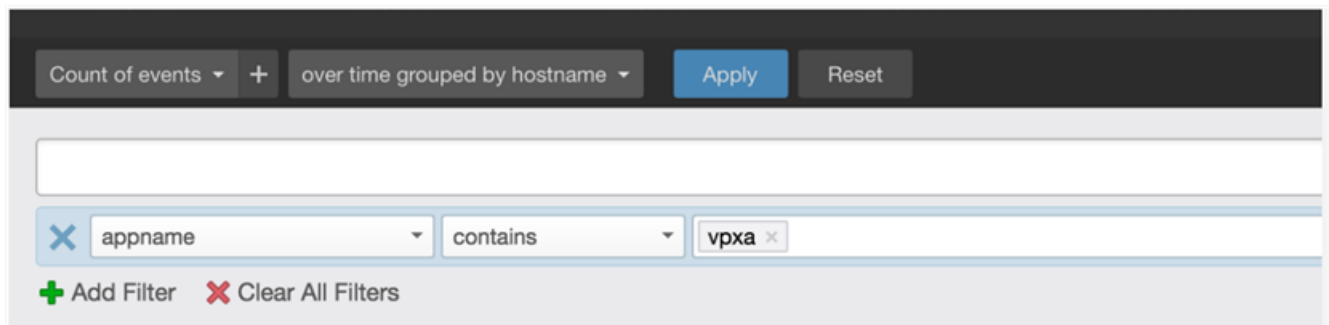 Count of events + over time grouped by hostname Apply Reset
appname contains vpxa ×
Add Filter Clear All Filters